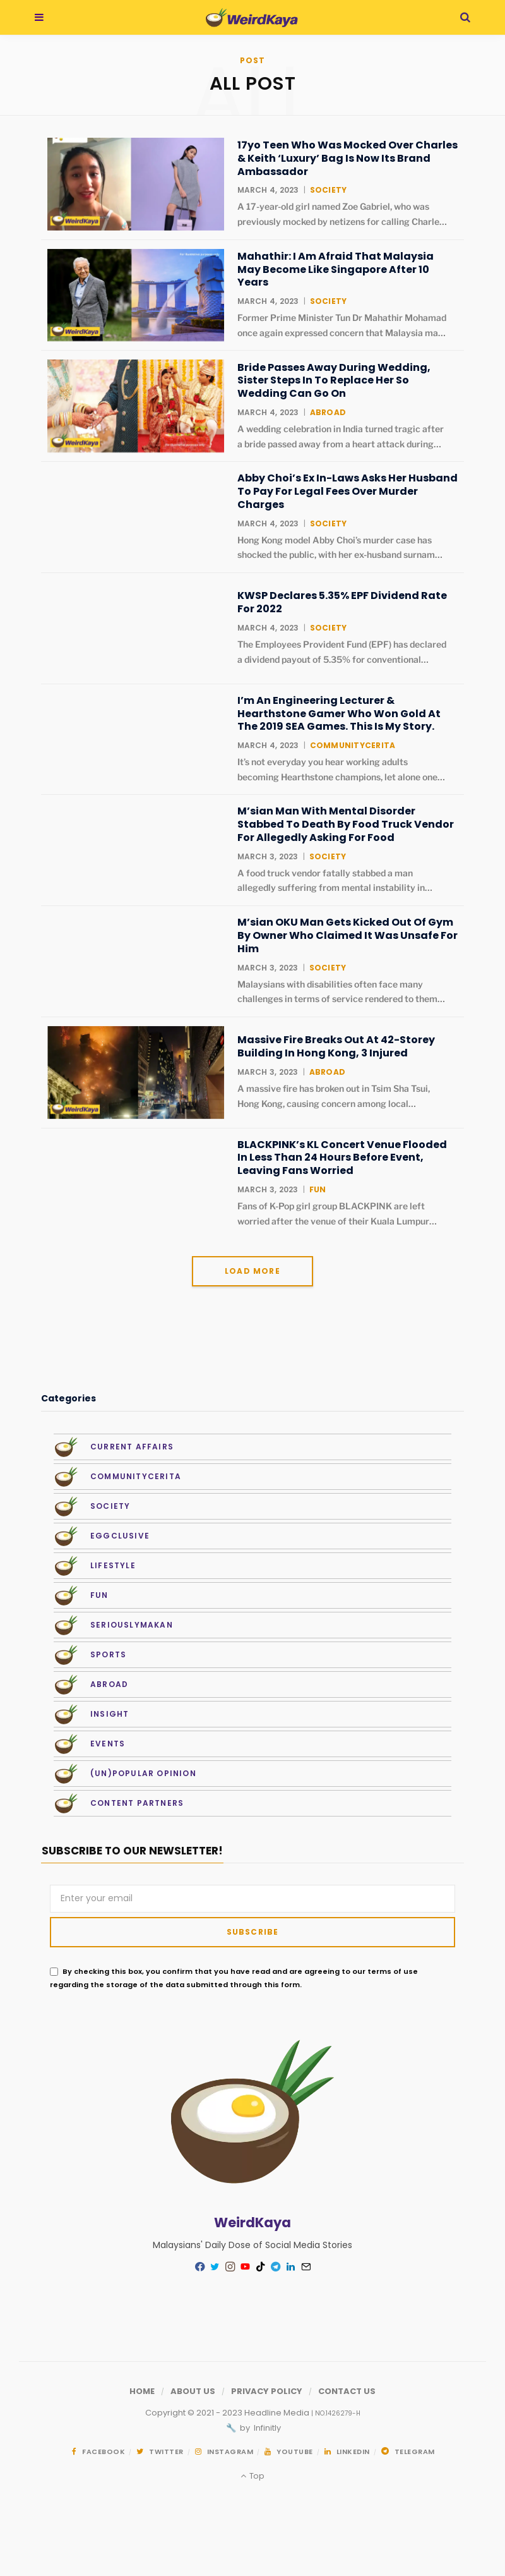 WeirdKaya
POST
ALL POST
17yo Teen Who Was Mocked Over Charles
& Keith ‘Luxury’ Bag Is Now Its Brand
Ambassador
MARCH 4, 2023 | SOCIETY
A 17-year-old girl named Zoe Gabriel, who was
previously mocked by netizens for calling Charle...
WeirdKaya
Mahathir: I Am Afraid That Malaysia
May Become Like Singapore After 10
Years
MARCH 4, 2023 | SOCIETY
Former Prime Minister Tun Dr Mahathir Mohamad
once again expressed concern that Malaysia ma...
WeirdKaya
Bride Passes Away During Wedding,
Sister Steps In To Replace Her So
Wedding Can Go On
MARCH 4, 2023 | ABROAD
A wedding celebration in India turned tragic after
a bride passed away from a heart attack during...
WeirdKaya
Abby Choi’s Ex In-Laws Asks Her Husband
To Pay For Legal Fees Over Murder
Charges
MARCH 4, 2023 | SOCIETY
Hong Kong model Abby Choi’s murder case has
shocked the public, with her ex-husband surnam...
KWSP Declares 5.35% EPF Dividend Rate
For 2022
MARCH 4, 2023 | SOCIETY
The Employees Provident Fund (EPF) has declared
a dividend payout of 5.35% for conventional...
I’m An Engineering Lecturer &
Hearthstone Gamer Who Won Gold At
The 2019 SEA Games. This Is My Story.
MARCH 4, 2023 | COMMUNITYCERITA
It’s not everyday you hear working adults
becoming Hearthstone champions, let alone one...
M’sian Man With Mental Disorder
Stabbed To Death By Food Truck Vendor
For Allegedly Asking For Food
MARCH 3, 2023 | SOCIETY
A food truck vendor fatally stabbed a man
allegedly suffering from mental instability in...
M’sian OKU Man Gets Kicked Out Of Gym
By Owner Who Claimed It Was Unsafe For
Him
MARCH 3, 2023 | SOCIETY
Malaysians with disabilities often face many
challenges in terms of service rendered to them...
Massive Fire Breaks Out At 42-Storey
Building In Hong Kong, 3 Injured
MARCH 3, 2023 | ABROAD
A massive fire has broken out in Tsim Sha Tsui,
Hong Kong, causing concern among local...
WeirdKaya
BLACKPINK’s KL Concert Venue Flooded
In Less Than 24 Hours Before Event,
Leaving Fans Worried
MARCH 3, 2023 | FUN
Fans of K-Pop girl group BLACKPINK are left
worried after the venue of their Kuala Lumpur...
LOAD MORE
Categories
CURRENT AFFAIRS
COMMUNITYCERITA
SOCIETY
EGGCLUSIVE
LIFESTYLE
FUN
SERIOUSLYMAKAN
SPORTS
ABROAD
INSIGHT
EVENTS
(UN)POPULAR OPINION
CONTENT PARTNERS
SUBSCRIBE TO OUR NEWSLETTER!
Enter your email
SUBSCRIBE
By checking this box, you confirm that you have read and are agreeing to our terms of use
regarding the storage of the data submitted through this form.
WeirdKaya
Malaysians' Daily Dose of Social Media Stories
HOME / ABOUT US / PRIVACY POLICY / CONTACT US
Copyright © 2021 - 2023 Headline Media | NO.1426279-H
🔧 by Infinitly
FACEBOOK / TWITTER / INSTAGRAM / YOUTUBE / LINKEDIN / TELEGRAM
Top